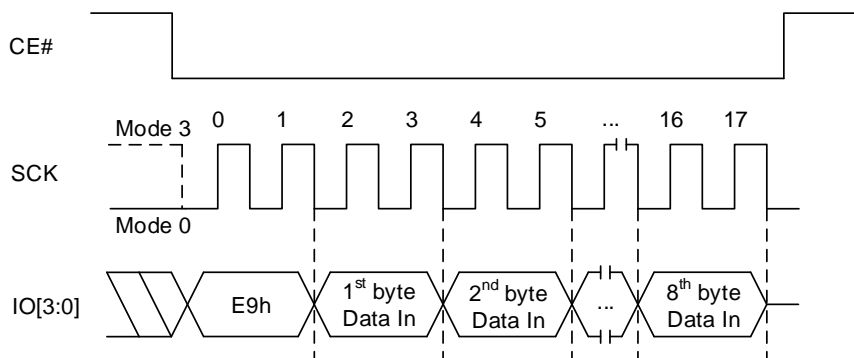 CE#
0 1 2 3 4 5 ... 16 17
Mode 3
SCK
Mode 0
IO[3:0]
E9h
1st byte
Data In
2nd byte
Data In
...
8th byte
Data In